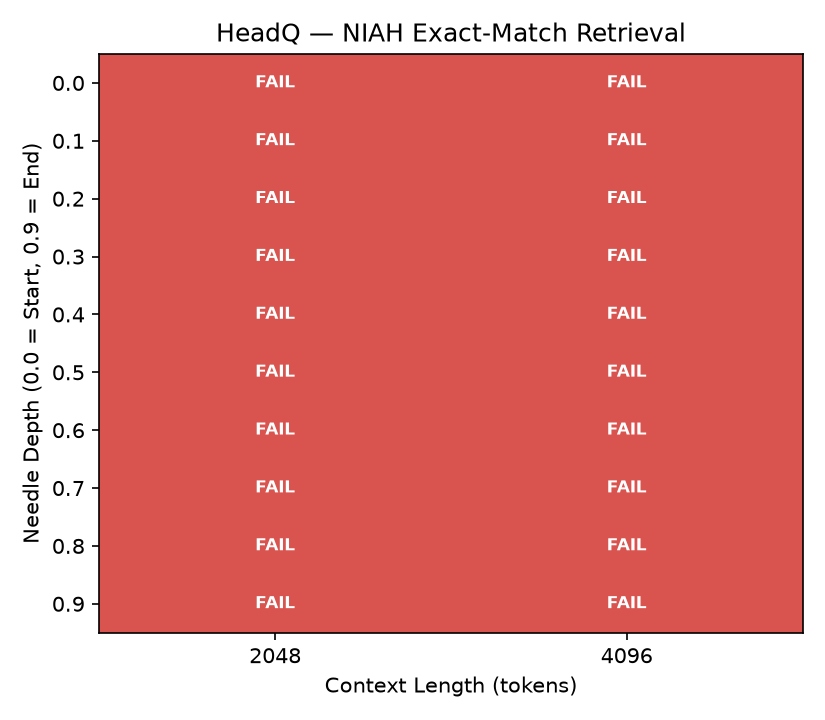 HeadQ — NIAH Exact-Match Retrieval
Needle Depth (0.0 = Start, 0.9 = End)
0.0 FAIL FAIL
0.1 FAIL FAIL
0.2 FAIL FAIL
0.3 FAIL FAIL
0.4 FAIL FAIL
0.5 FAIL FAIL
0.6 FAIL FAIL
0.7 FAIL FAIL
0.8 FAIL FAIL
0.9 FAIL FAIL
2048 4096
Context Length (tokens)